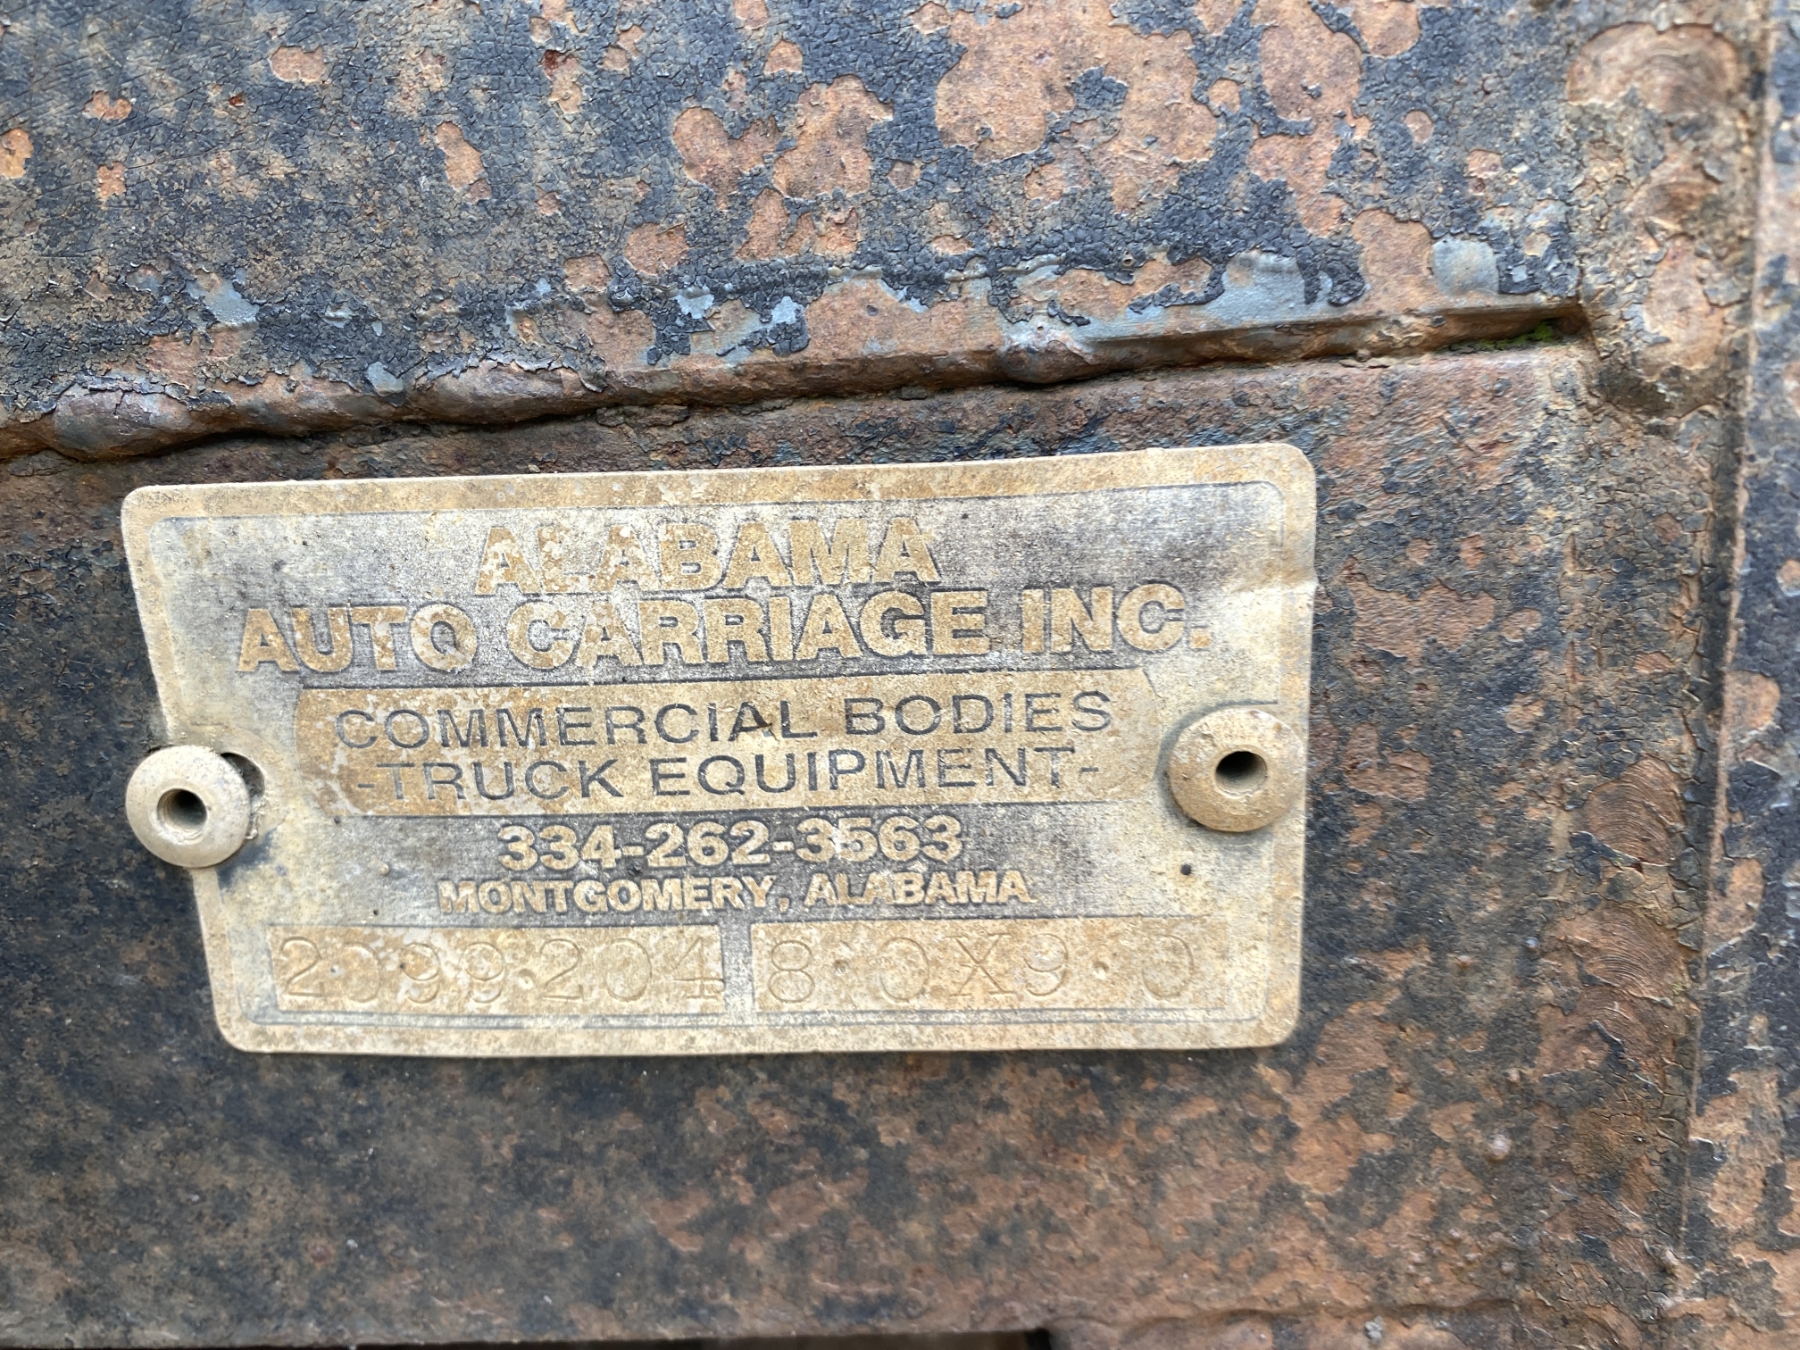 ALABAMA
AUTO CARRIAGE INC.
COMMERCIAL BODIES
-TRUCK EQUIPMENT-
334-262-3563
MONTGOMERY, ALABAMA
2099204 8.0X9.0